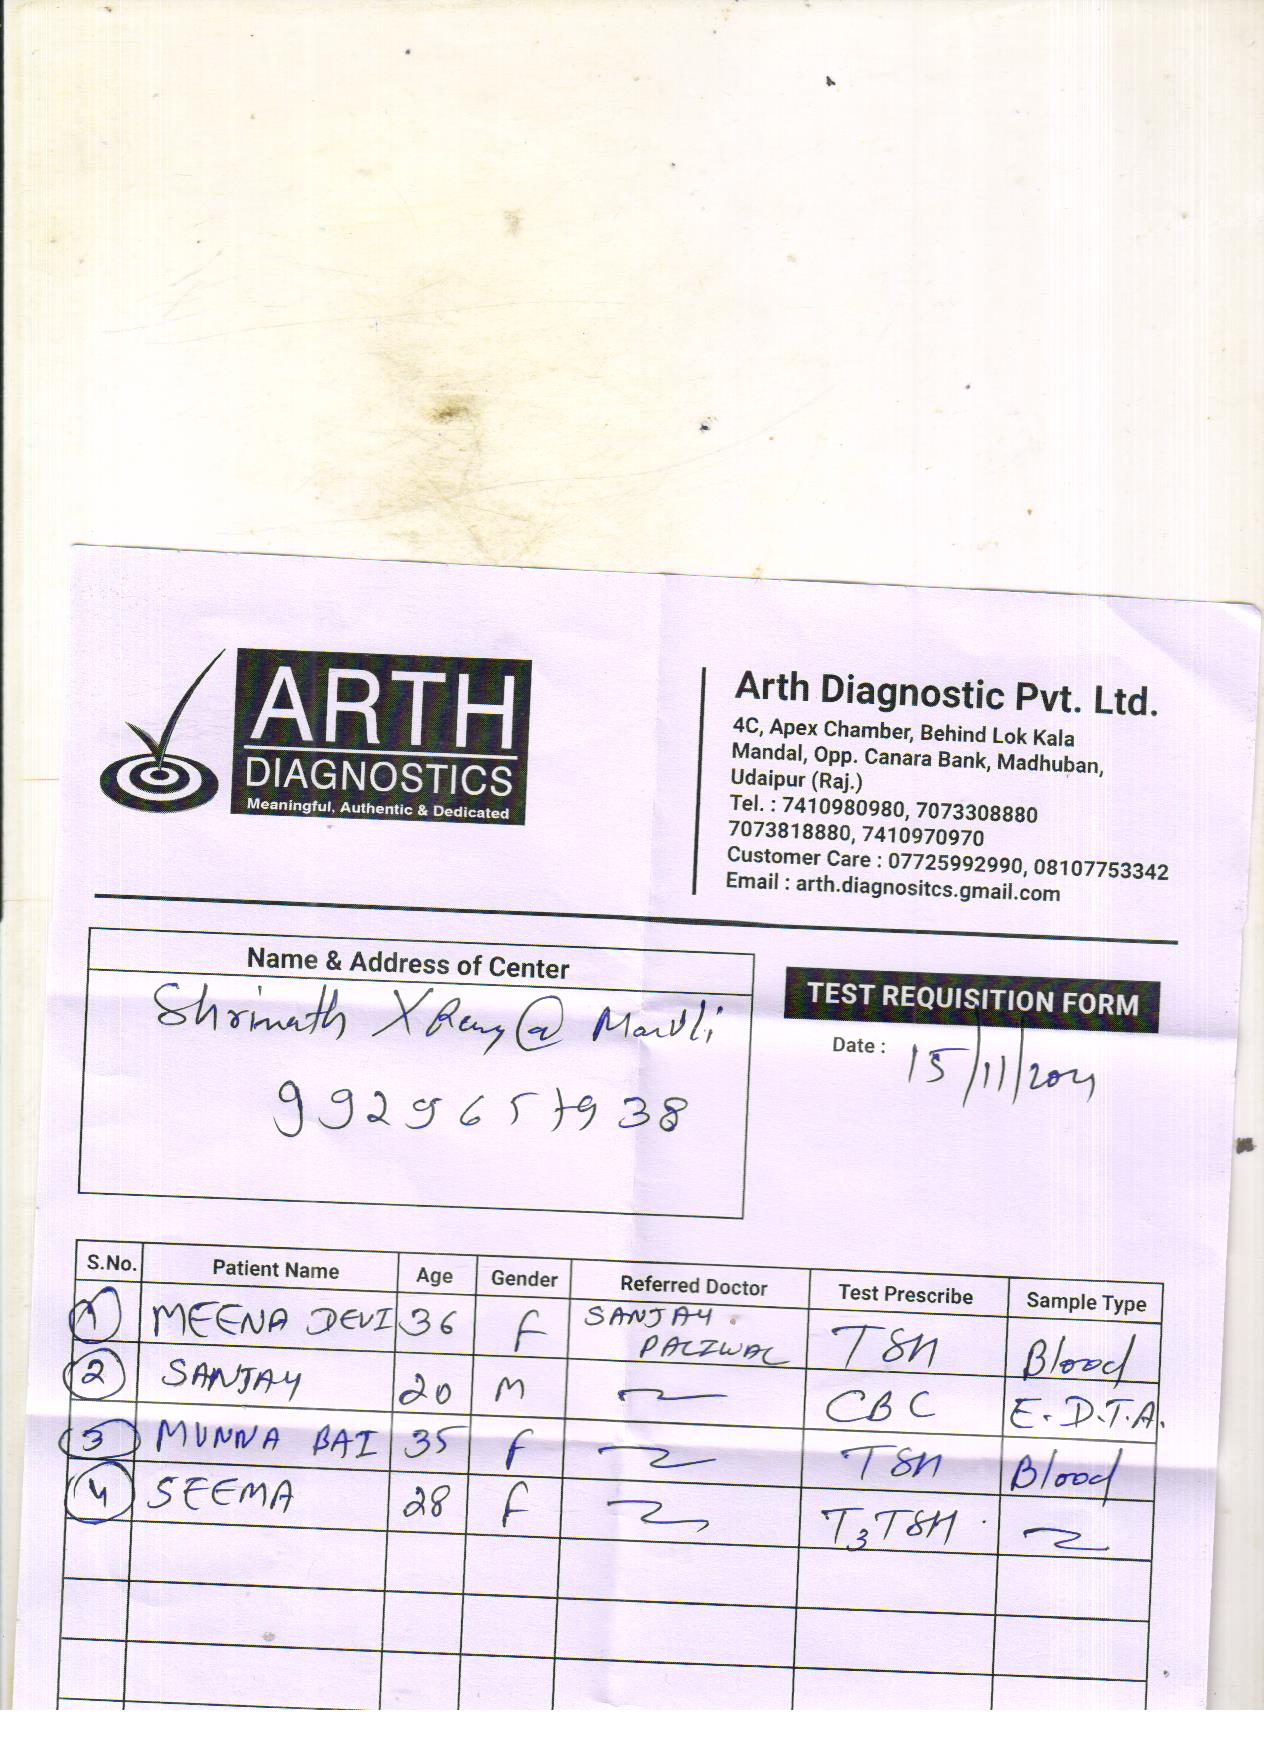 ARTH
DIAGNOSTICS
Meaningful, Authentic & Dedicated
Arth Diagnostic Pvt. Ltd.
4C, Apex Chamber, Behind Lok Kala
Mandal, Opp. Canara Bank, Madhuban,
Udaipur (Raj.)
Tel. : 7410980980, 7073308880
7073818880, 7410970970
Customer Care : 07725992990, 08107753342
Email : arth.diagnositcs.gmail.com
Name & Address of Center
Shrinath X Ray @ Mavli
9929657938
TEST REQUISITION FORM
Date : 15/11/2021
S.No. Patient Name Age Gender Referred Doctor Test Prescribe Sample Type
1 MEENA DEVI 36 F SANJAY PALIWAL TSH Blood
2 SANJAY 20 M CBC E.D.T.A.
3 MUNNA BAI 35 F TSH Blood
4 SEEMA 28 F T3 TSH